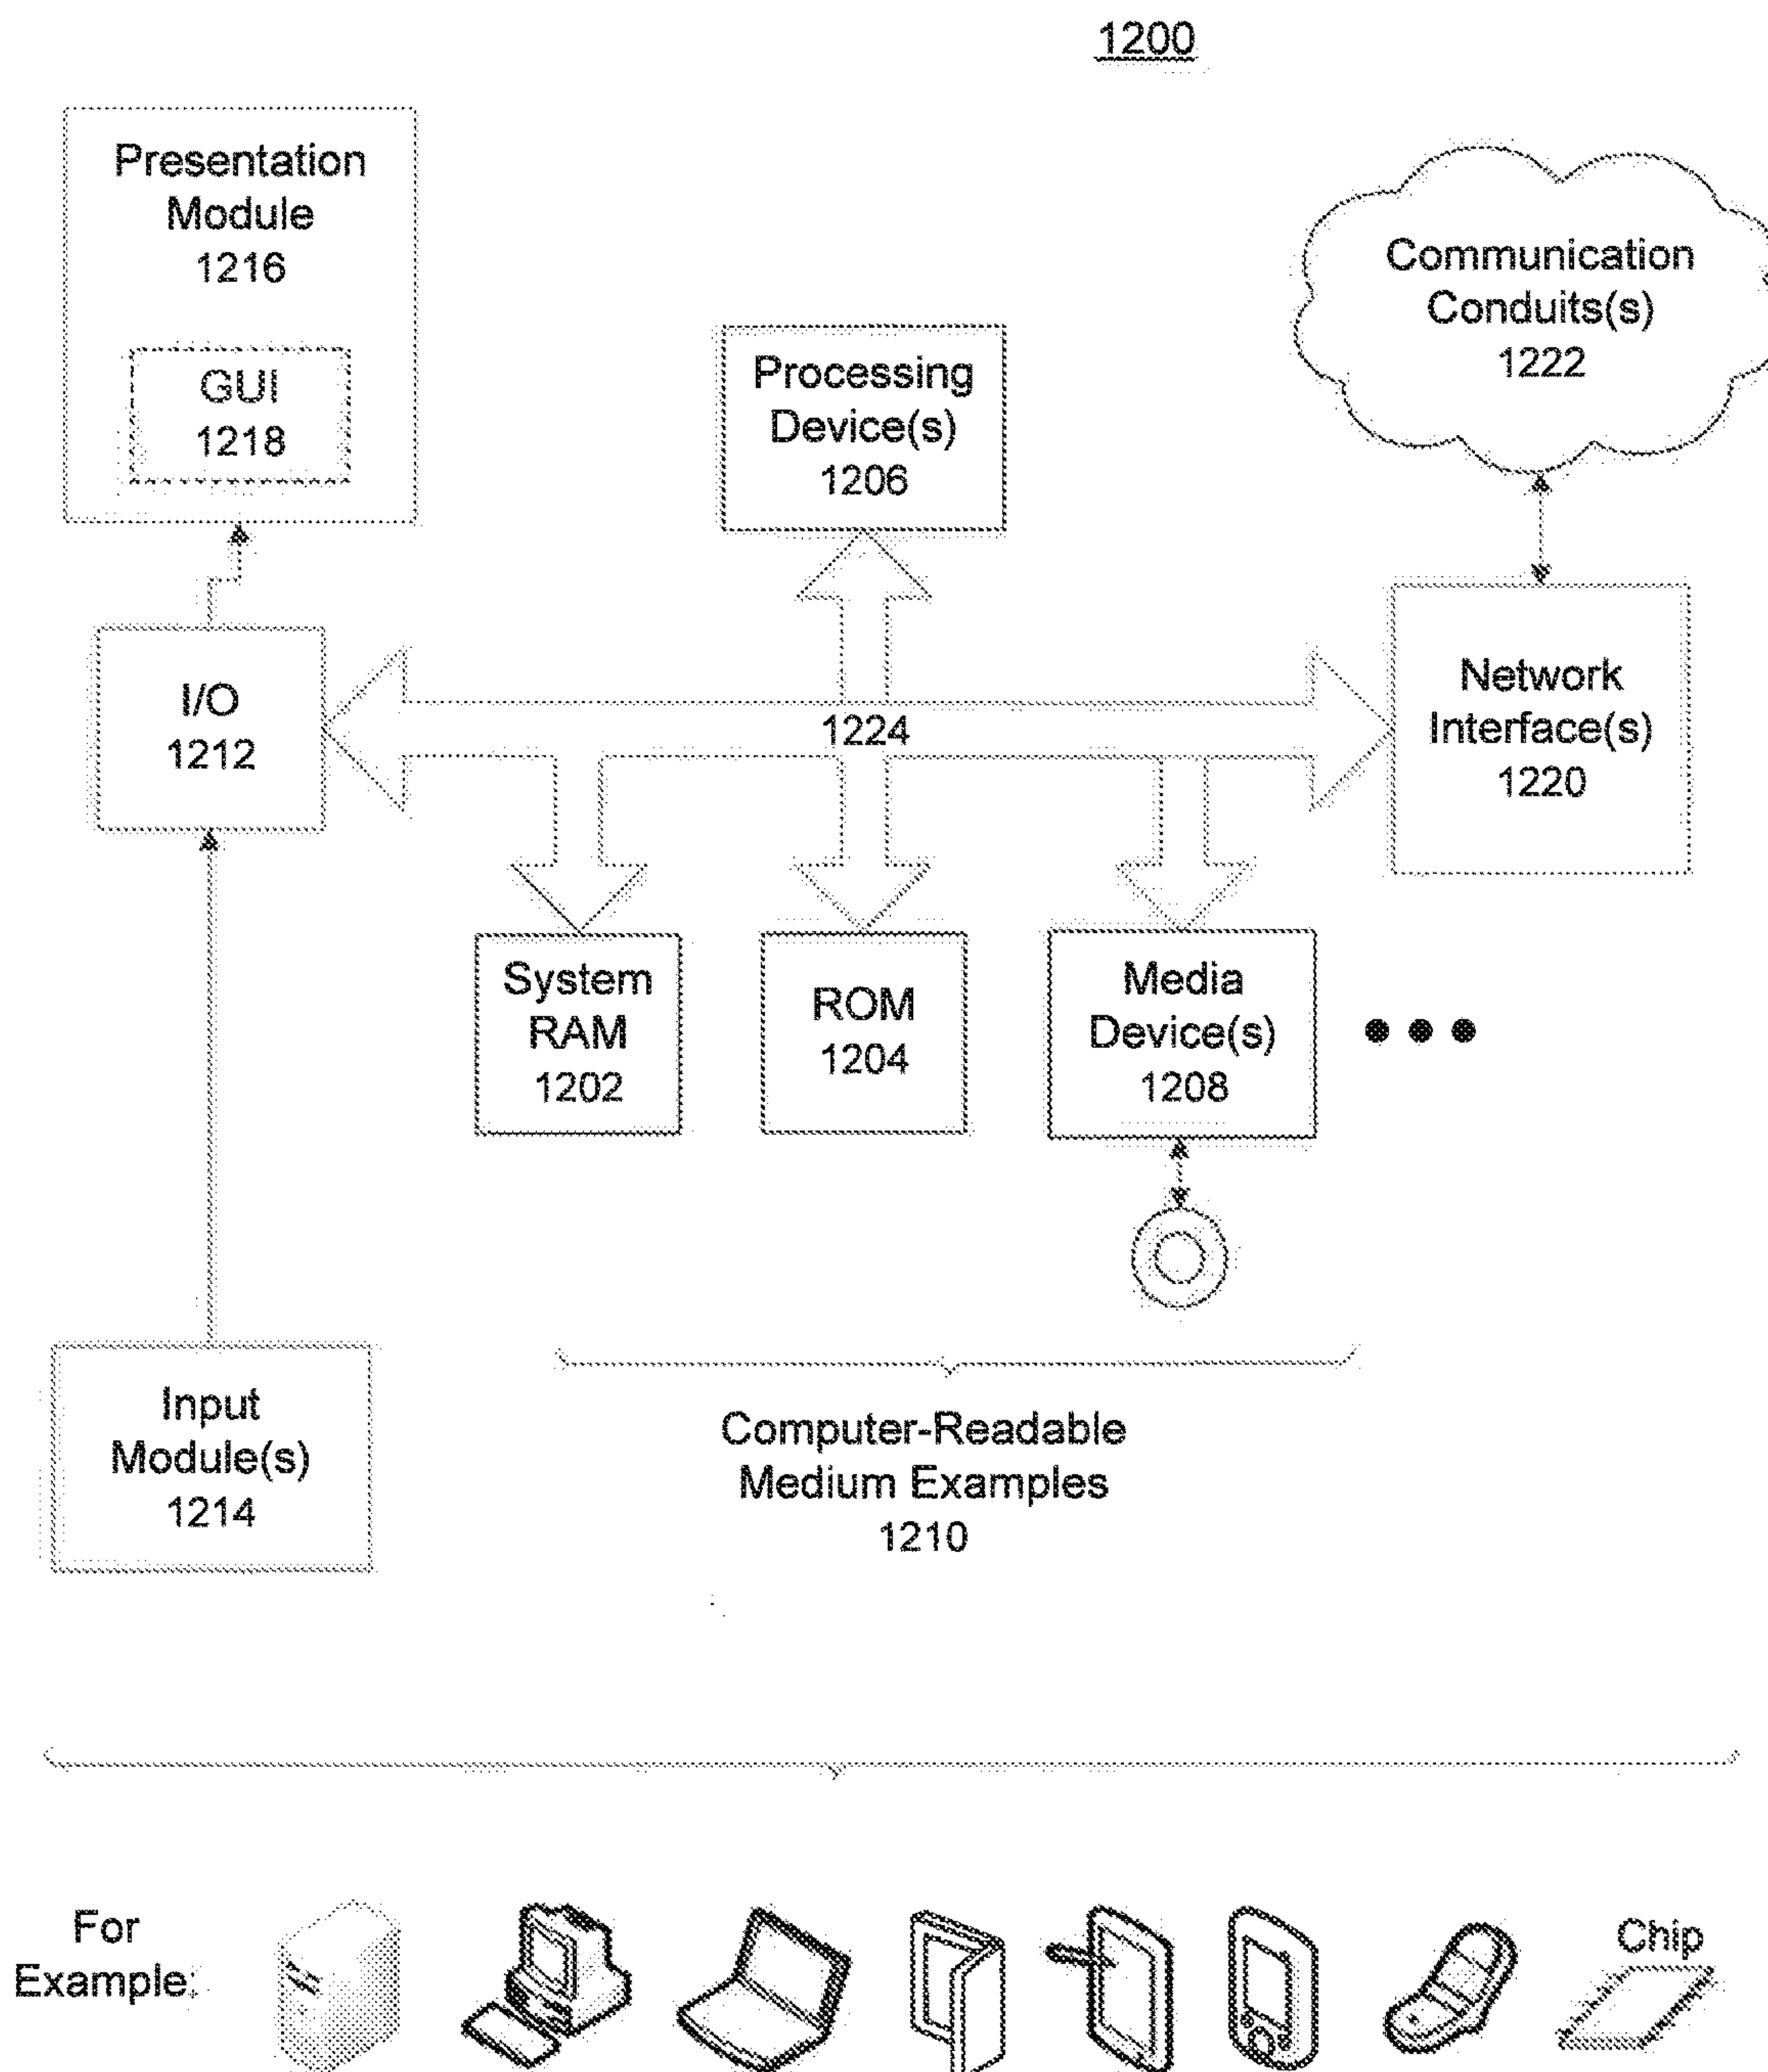 1200
Presentation
Module
1216
GUI
1218
Processing
Device(s)
1206
Communication
Conduits(s)
1222
I/O
1212
1224
Network
Interface(s)
1220
System
RAM
1202
ROM
1204
Media
Device(s)
1208
Input
Module(s)
1214
Computer-Readable
Medium Examples
1210
For
Example:
Chip